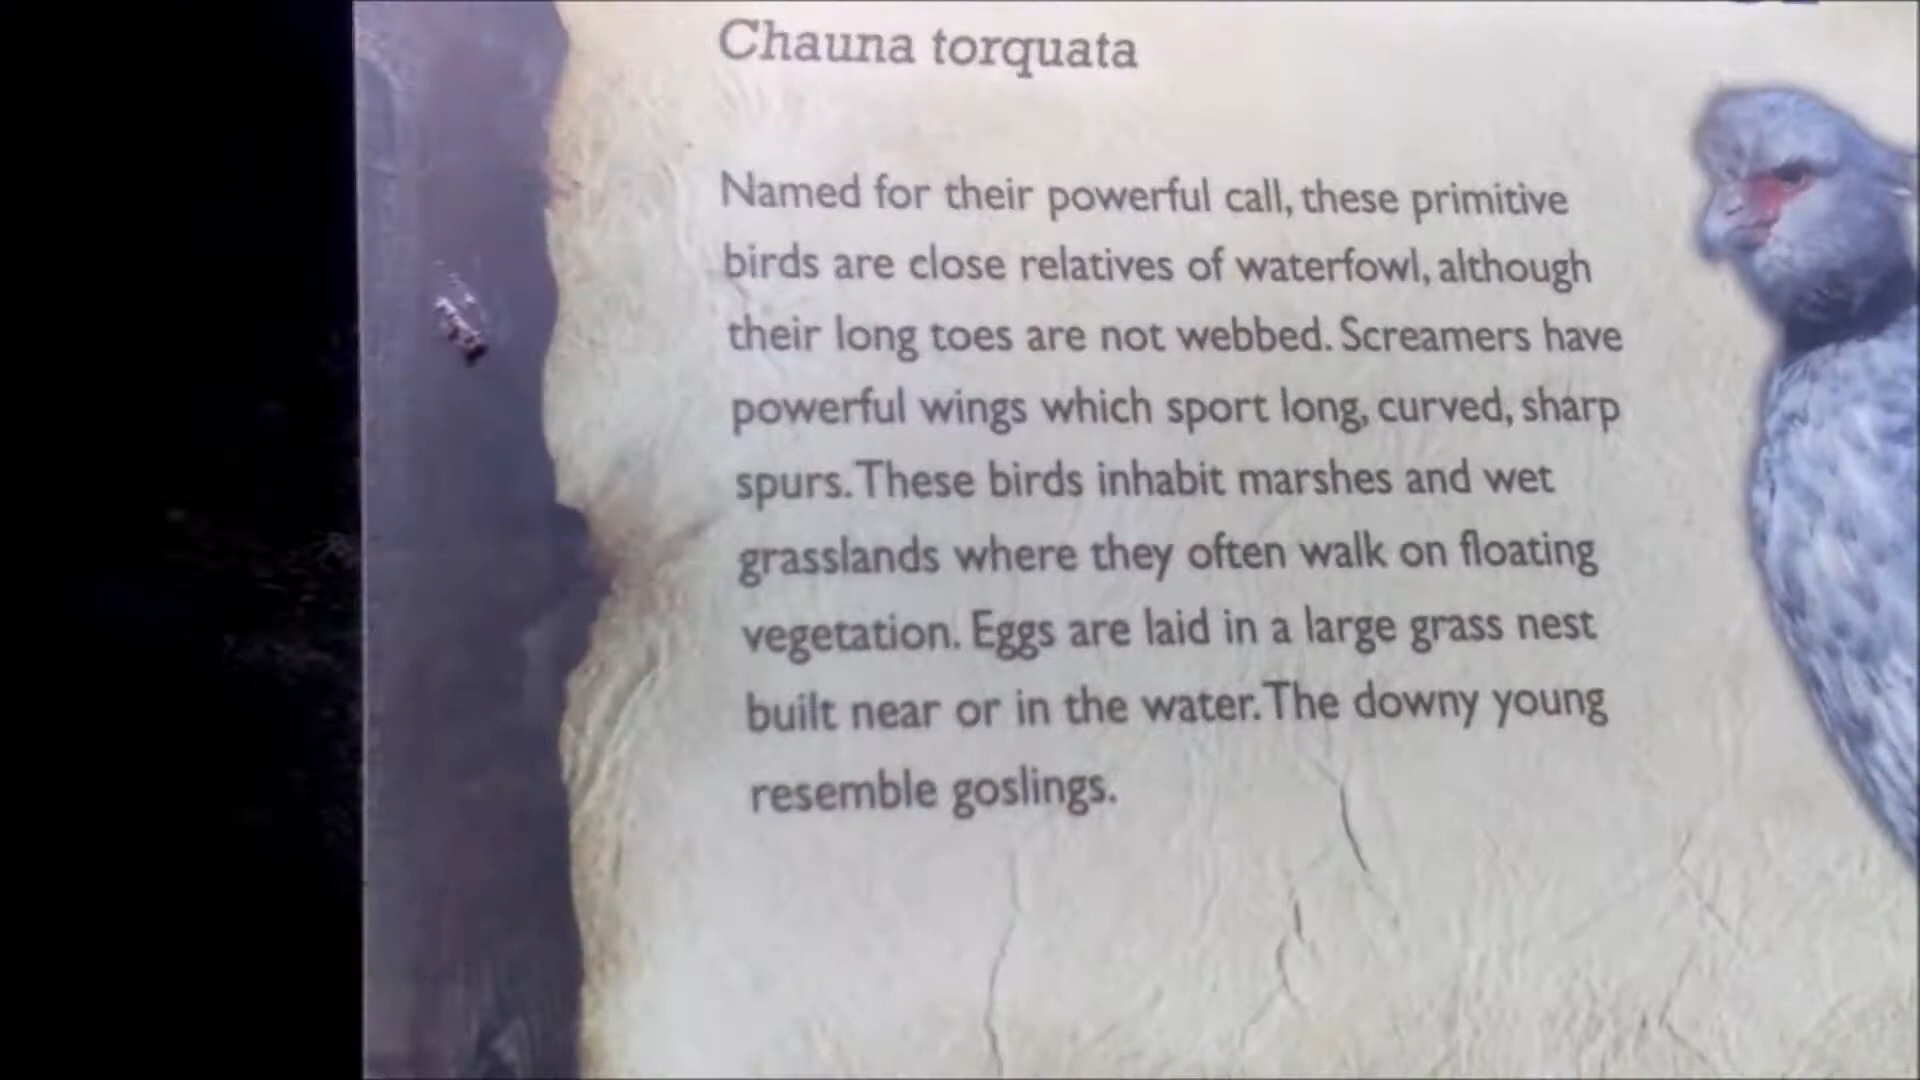 Chauna torquata
Named for their powerful call, these primitive
birds are close relatives of waterfowl, although
their long toes are not webbed. Screamers have
powerful wings which sport long, curved, sharp
spurs. These birds inhabit marshes and wet
grasslands where they often walk on floating
vegetation. Eggs are laid in a large grass nest
built near or in the water. The downy young
resemble goslings.